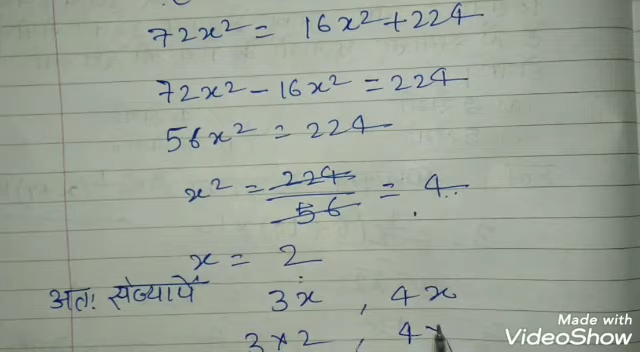 72x² = 16x² + 224
72x² - 16x² = 224
56x² = 224
x² = 224/56 = 4
x = 2
अतः संख्यायें 3x , 4x
3×2 , 4×
Made with
VideoShow